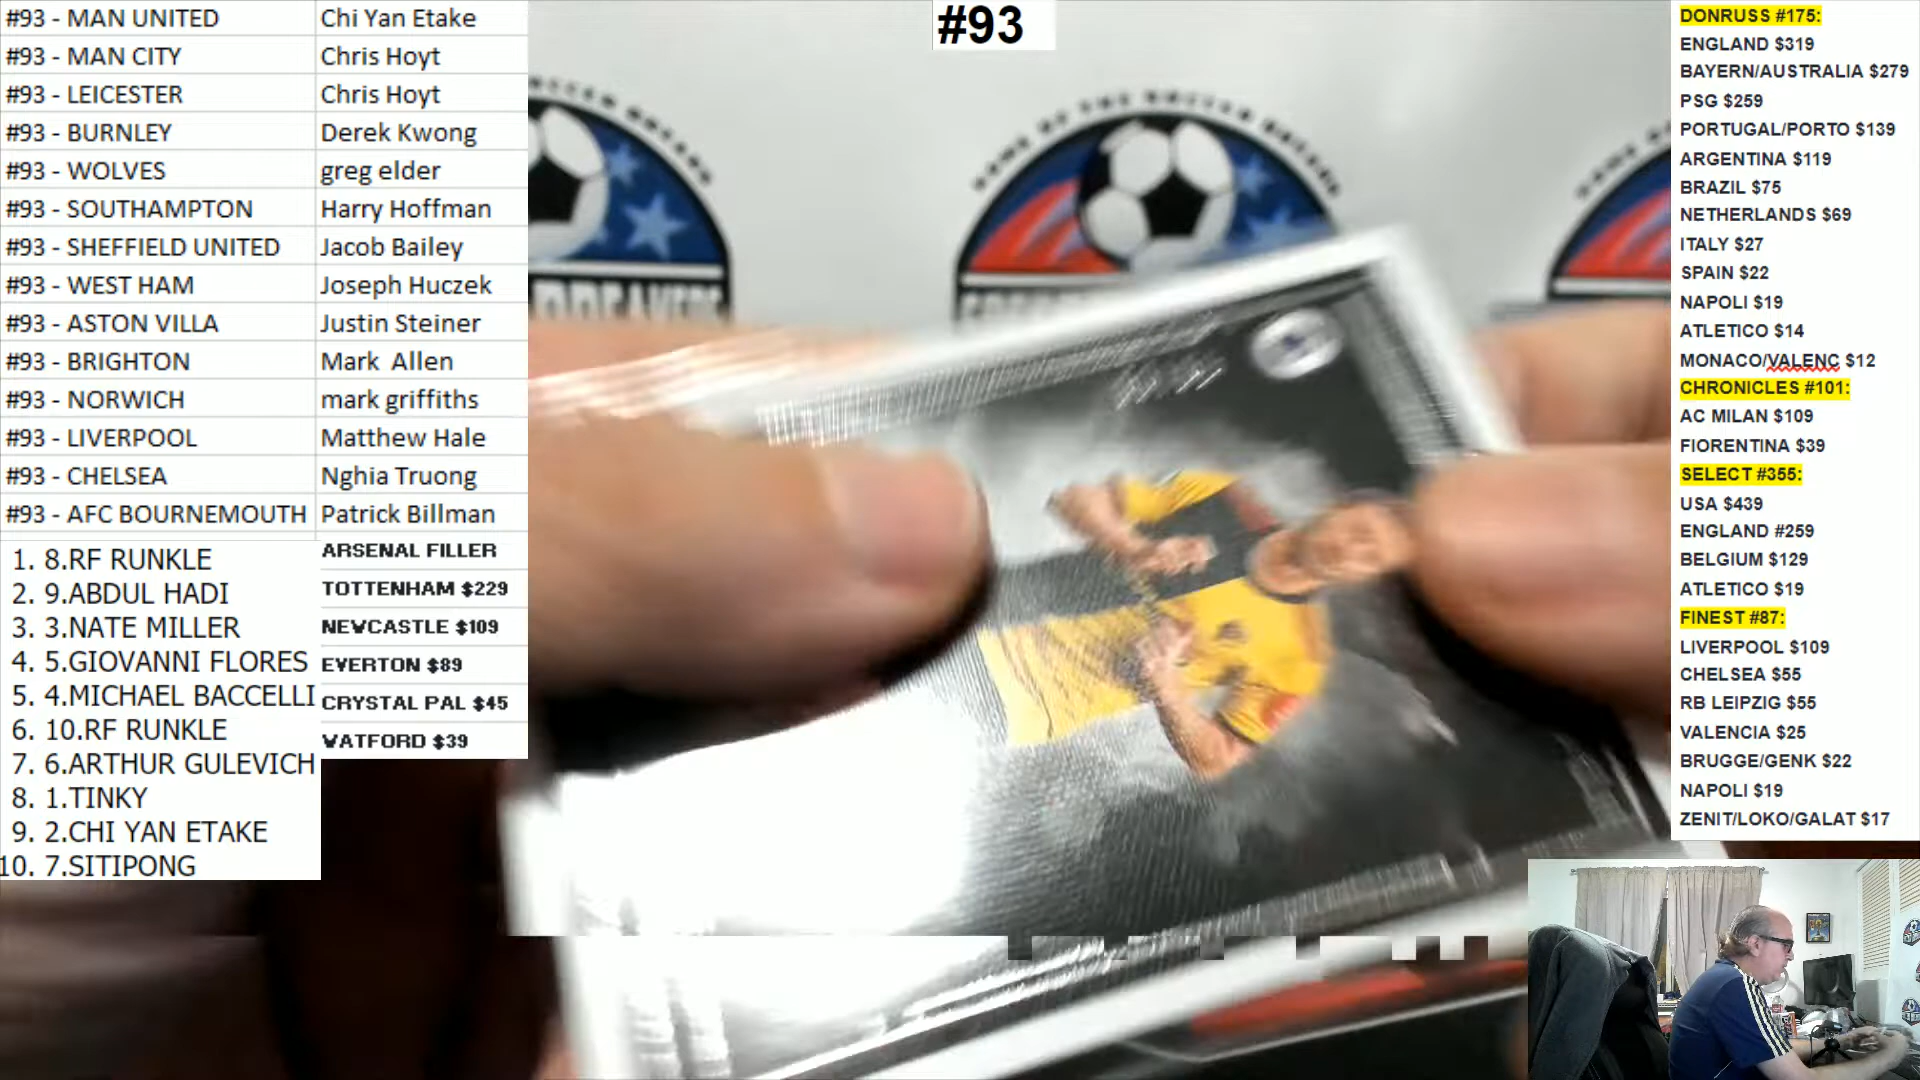 #93
#93 - MAN UNITED Chi Yan Etake
#93 - MAN CITY Chris Hoyt
#93 - LEICESTER Chris Hoyt
#93 - BURNLEY Derek Kwong
#93 - WOLVES greg elder
#93 - SOUTHAMPTON Harry Hoffman
#93 - SHEFFIELD UNITED Jacob Bailey
#93 - WEST HAM Joseph Huczek
#93 - ASTON VILLA Justin Steiner
#93 - BRIGHTON Mark Allen
#93 - NORWICH mark griffiths
#93 - LIVERPOOL Matthew Hale
#93 - CHELSEA Nghia Truong
#93 - AFC BOURNEMOUTH Patrick Billman
1. 8.RF RUNKLE
2. 9.ABDUL HADI
3. 3.NATE MILLER
4. 5.GIOVANNI FLORES
5. 4.MICHAEL BACCELLI
6. 10.RF RUNKLE
7. 6.ARTHUR GULEVICH
8. 1.TINKY
9. 2.CHI YAN ETAKE
10. 7.SITIPONG
ARSENAL FILLER
TOTTENHAM $229
NEWCASTLE $109
EVERTON $89
CRYSTAL PAL $45
WATFORD $39
DONRUSS #175:
ENGLAND $319
BAYERN/AUSTRALIA $279
PSG $259
PORTUGAL/PORTO $139
ARGENTINA $119
BRAZIL $75
NETHERLANDS $69
ITALY $27
SPAIN $22
NAPOLI $19
ATLETICO $14
MONACO/VALENC $12
CHRONICLES #101:
AC MILAN $109
FIORENTINA $39
SELECT #355:
USA $439
ENGLAND #259
BELGIUM $129
ATLETICO $19
FINEST #87:
LIVERPOOL $109
CHELSEA $55
RB LEIPZIG $55
VALENCIA $25
BRUGGE/GENK $22
NAPOLI $19
ZENIT/LOKO/GALAT $17